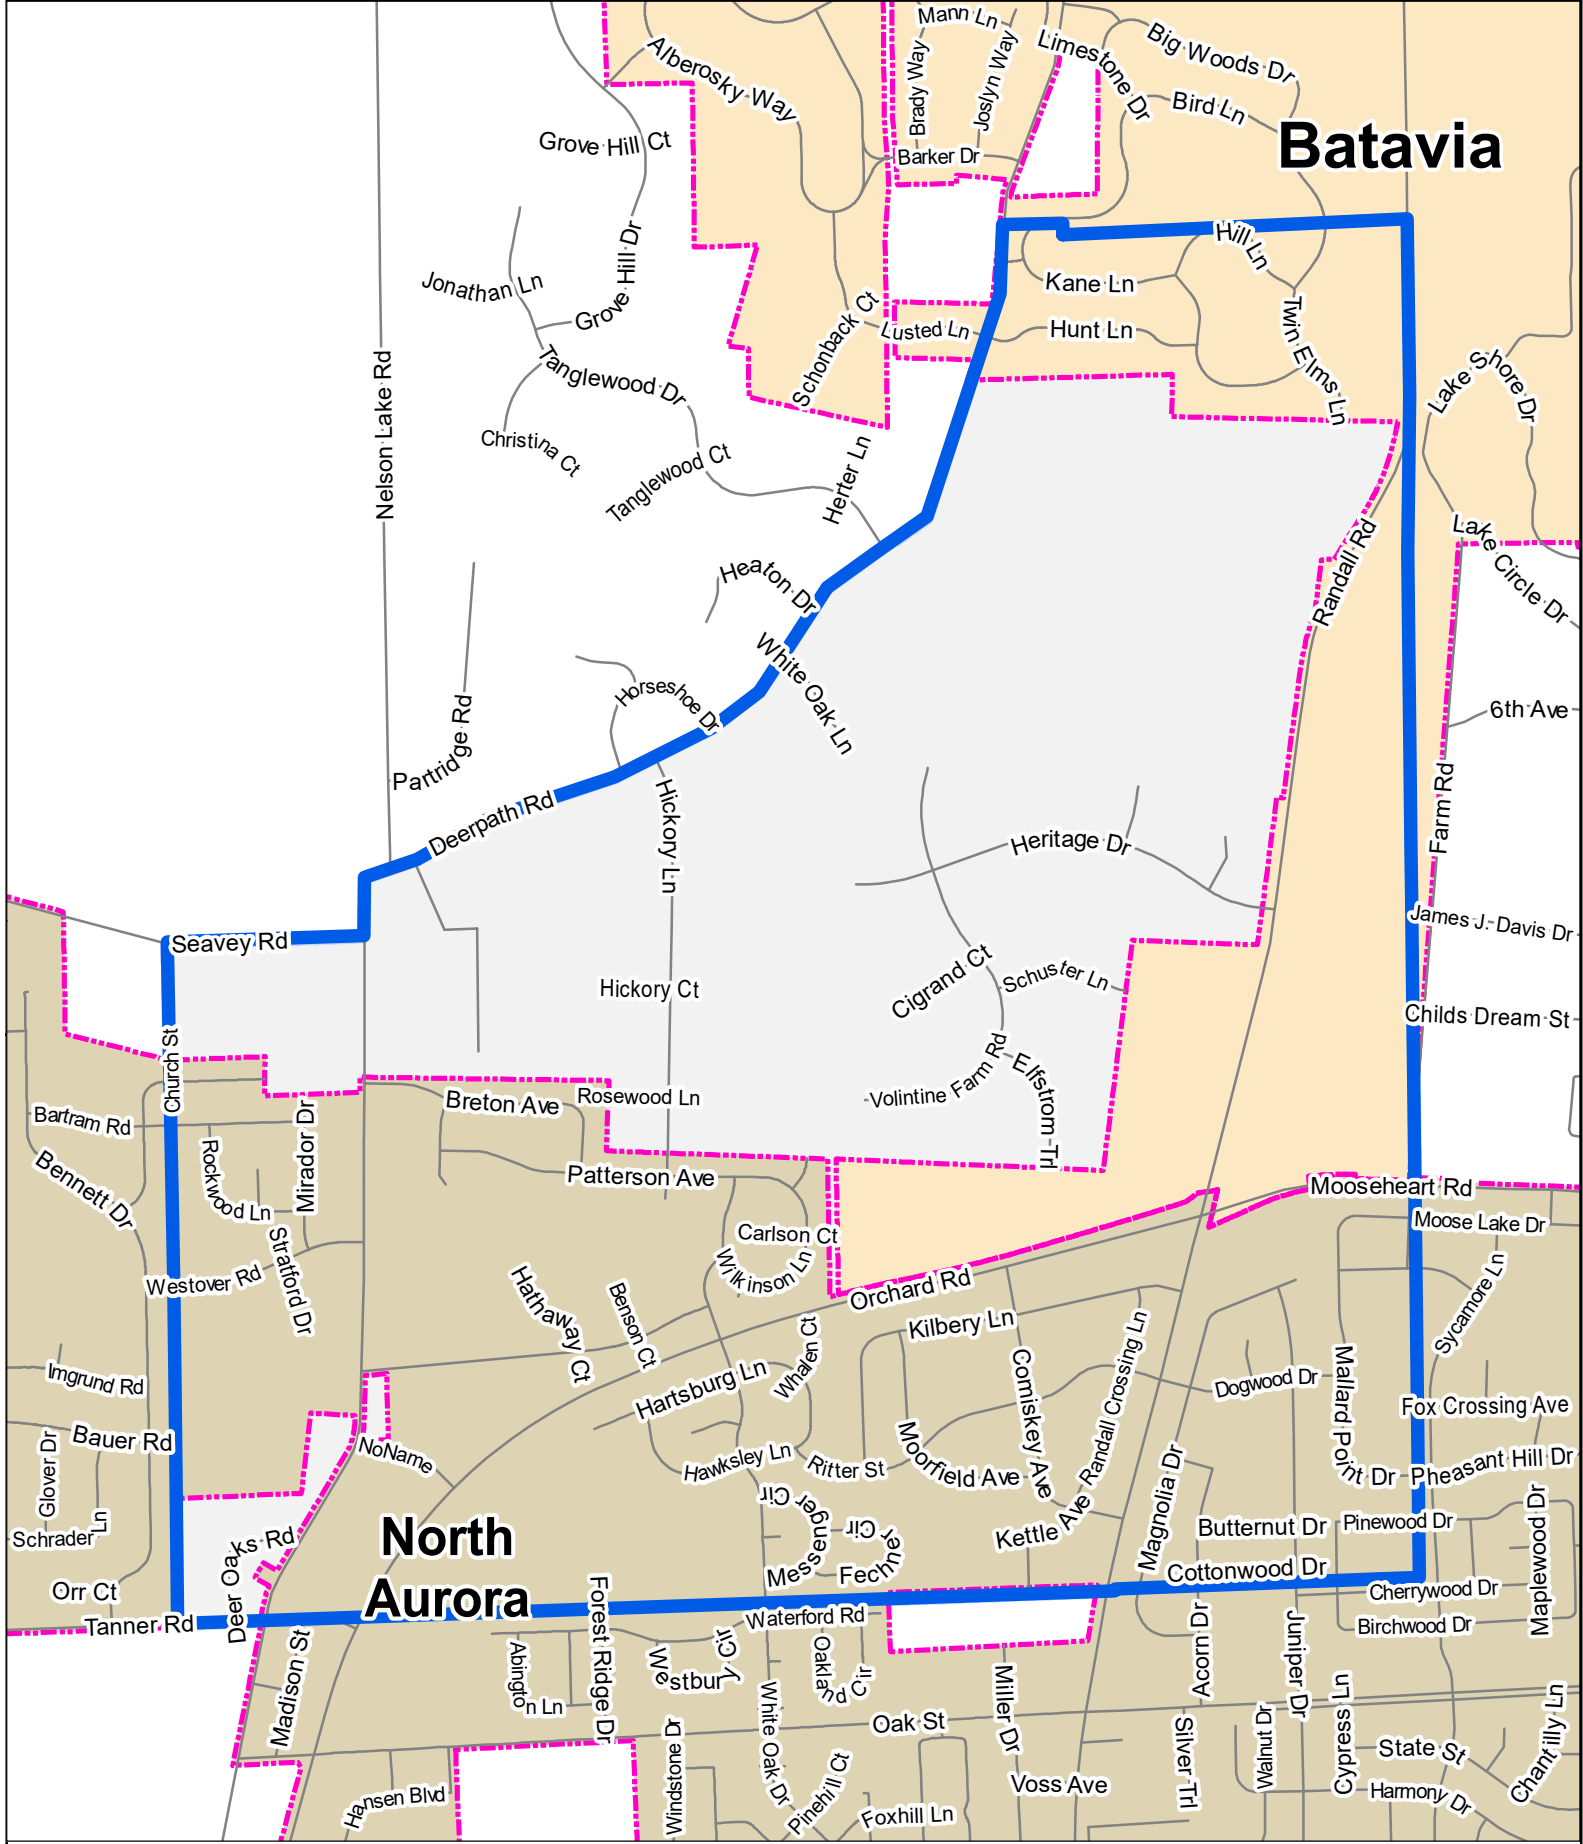 Mann Ln
Big Woods Dr
Limestone Dr
Alberosky Way
Brady Way
Joslyn Way
Bird Ln
Batavia
Grove Hill Ct
Barker Dr
Hill Ln
Grove Hill Dr
Jonathan Ln
Kane Ln
Schonback Ct
Lusted Ln
Hunt Ln
Twin Elms Ln
Nelson Lake Rd
Tanglewood Dr
Lake Shore Dr
Christina Ct
Tanglewood Ct
Herter Ln
Randall Rd
Lake Circle Dr
Heaton Dr
White Oak Ln
Horseshoe Dr
6th Ave
Partridge Rd
Farm Rd
Deerpath Rd
Hickory Ln
Heritage Dr
James J. Davis Dr
Seavey Rd
Hickory Ct
Cigrand Ct
Schuster Ln
Childs Dream St
Church St
Volintine Farm Rd
Elfstrom Trl
Breton Ave
Rosewood Ln
Bartram Rd
Mirador Dr
Rockwood Ln
Bennett Dr
Patterson Ave
Mooseheart Rd
Moose Lake Dr
Carlson Ct
Wilkinson Ln
Stratford Dr
Westover Rd
Orchard Rd
Hathaway Ct
Benson Ct
Kilbery Ln
Sycamore Ln
Whalen Ct
Hartsburg Ln
Comiskey Ave
Randall Crossing Ln
Dogwood Dr
Mallard Point Dr
Imgrund Rd
Fox Crossing Ave
Bauer Rd
Glover Dr
NoName
Hawksley Ln
Ritter St
Moorfield Ave
Magnolia Dr
Pheasant Hill Dr
Messenger Cir
Fechner Cir
Kettle Ave
Butternut Dr
Pinewood Dr
Maplewood Dr
Schrader Ln
Deer Oaks Rd
North
Aurora
Orr Ct
Cottonwood Dr
Cherrywood Dr
Tanner Rd
Forest Ridge Dr
Waterford Rd
Birchwood Dr
Madison St
Abington Ln
Westbury Cir
Oakland Cir
White Oak Dr
Miller Dr
Acorn Dr
Juniper Dr
Cypress Ln
Oak St
Windstone Dr
Silver Trl
Walnut Dr
State St
Chantilly Ln
Hansen Blvd
Pinehill Ct
Foxhill Ln
Voss Ave
Harmony Dr